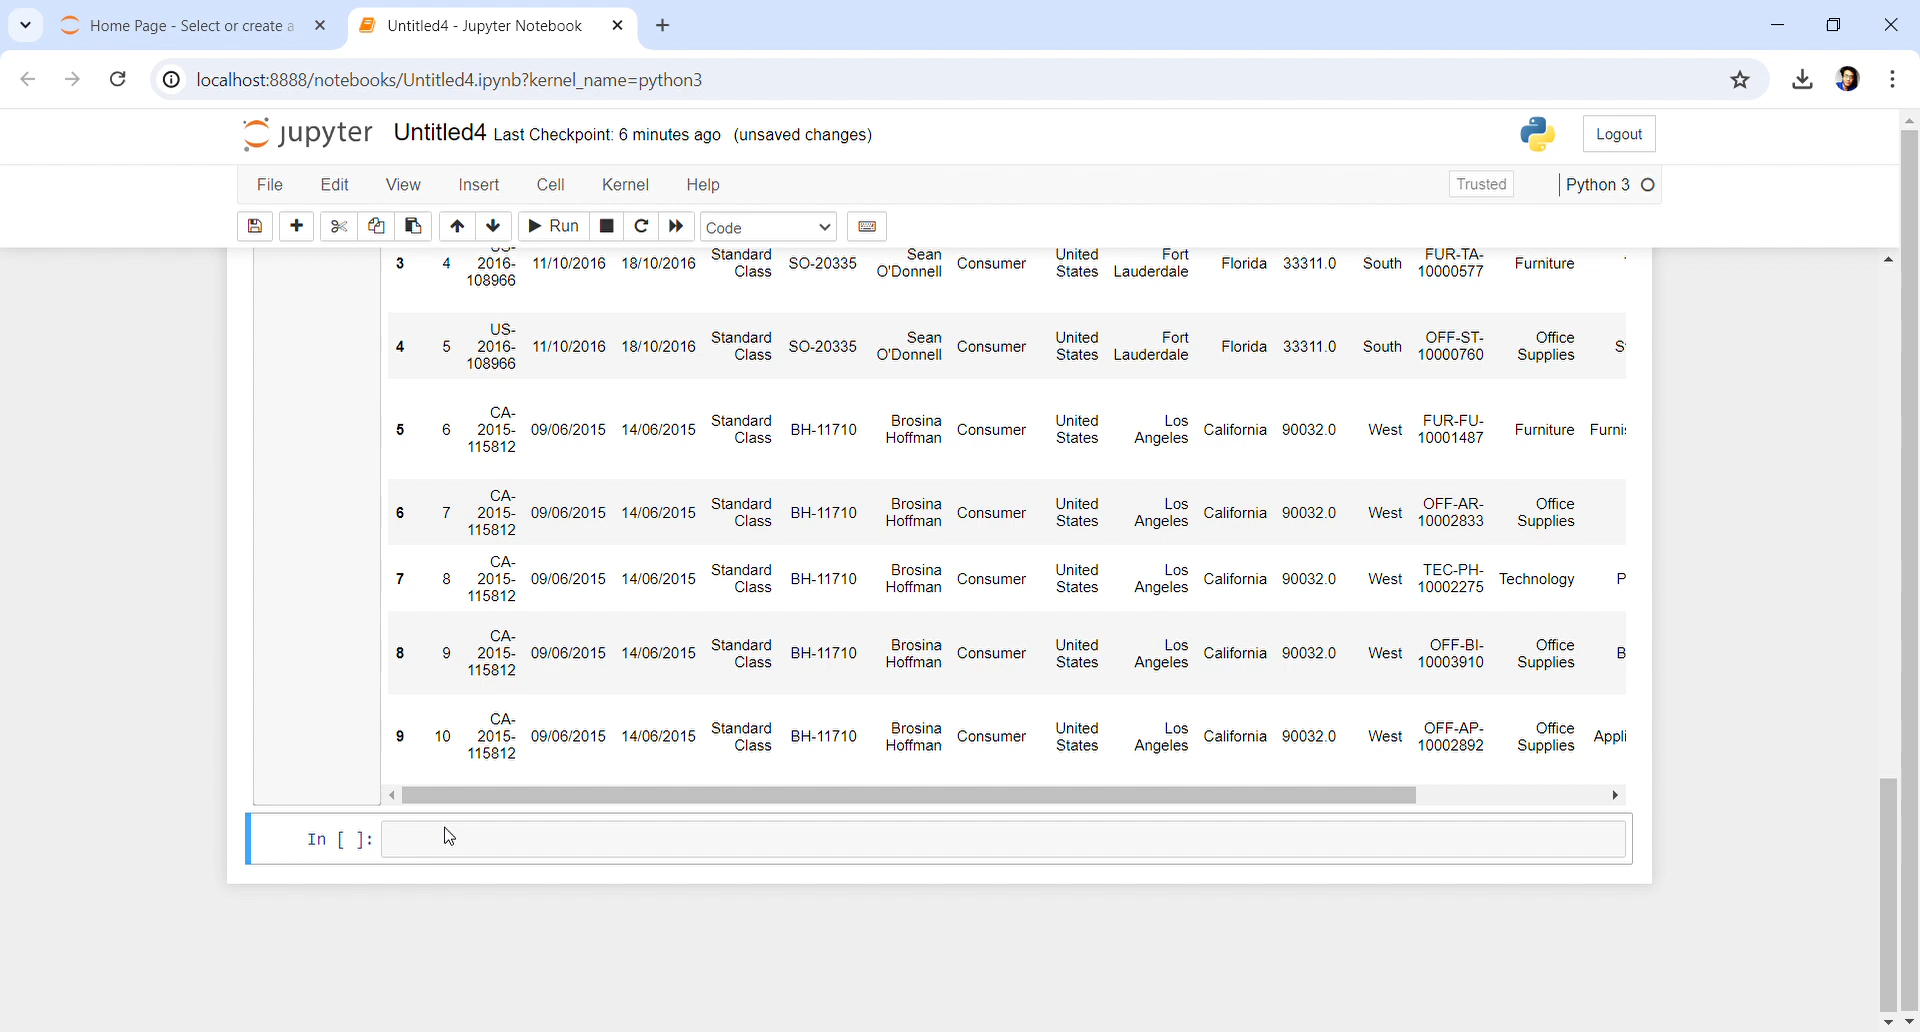 Home Page - Select or create a
Untitled4 - Jupyter Notebook
localhost:8888/notebooks/Untitled4.ipynb?kernel_name=python3
jupyter Untitled4 Last Checkpoint: 6 minutes ago (unsaved changes)
Logout
File Edit View Insert Cell Kernel Help Trusted Python 3
Run Code
3 4 2016-108966 11/10/2016 18/10/2016 Standard Class SO-20335 Sean O'Donnell Consumer United States Fort Lauderdale Florida 33311.0 South FUR-TA-10000577 Furniture
4 5 US-2016-108966 11/10/2016 18/10/2016 Standard Class SO-20335 Sean O'Donnell Consumer United States Fort Lauderdale Florida 33311.0 South OFF-ST-10000760 Office Supplies S
5 6 CA-2015-115812 09/06/2015 14/06/2015 Standard Class BH-11710 Brosina Hoffman Consumer United States Los Angeles California 90032.0 West FUR-FU-10001487 Furniture Furni
6 7 CA-2015-115812 09/06/2015 14/06/2015 Standard Class BH-11710 Brosina Hoffman Consumer United States Los Angeles California 90032.0 West OFF-AR-10002833 Office Supplies
7 8 CA-2015-115812 09/06/2015 14/06/2015 Standard Class BH-11710 Brosina Hoffman Consumer United States Los Angeles California 90032.0 West TEC-PH-10002275 Technology P
8 9 CA-2015-115812 09/06/2015 14/06/2015 Standard Class BH-11710 Brosina Hoffman Consumer United States Los Angeles California 90032.0 West OFF-BI-10003910 Office Supplies B
9 10 CA-2015-115812 09/06/2015 14/06/2015 Standard Class BH-11710 Brosina Hoffman Consumer United States Los Angeles California 90032.0 West OFF-AP-10002892 Office Supplies Appli
In [ ]: